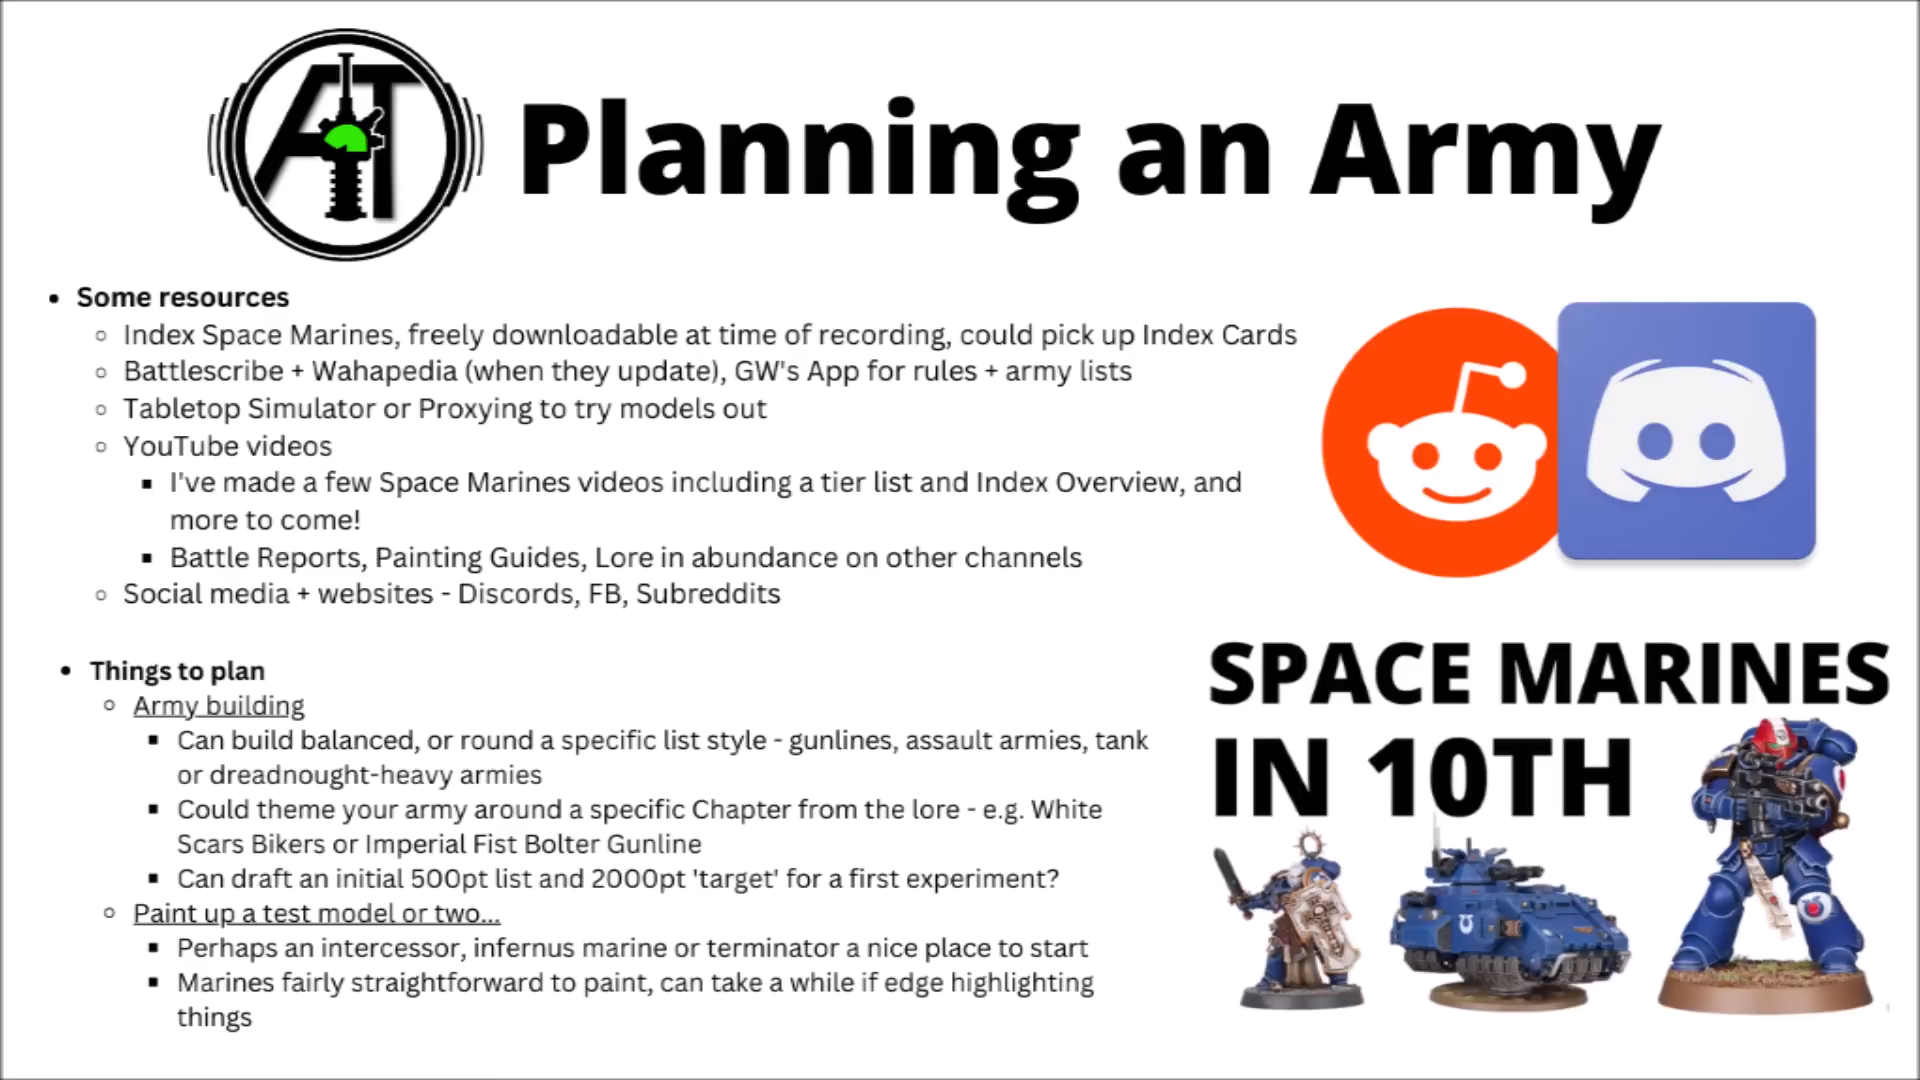 AT
Planning an Army
Some resources
Index Space Marines, freely downloadable at time of recording, could pick up Index Cards
Battlescribe + Wahapedia (when they update), GW's App for rules + army lists
Tabletop Simulator or Proxying to try models out
YouTube videos
I've made a few Space Marines videos including a tier list and Index Overview, and
more to come!
Battle Reports, Painting Guides, Lore in abundance on other channels
Social media + websites - Discords, FB, Subreddits
Things to plan
Army building
Can build balanced, or round a specific list style - gunlines, assault armies, tank
or dreadnought-heavy armies
Could theme your army around a specific Chapter from the lore - e.g. White
Scars Bikers or Imperial Fist Bolter Gunline
Can draft an initial 500pt list and 2000pt 'target' for a first experiment?
Paint up a test model or two...
Perhaps an intercessor, infernus marine or terminator a nice place to start
Marines fairly straightforward to paint, can take a while if edge highlighting
things
SPACE MARINES
IN 10TH